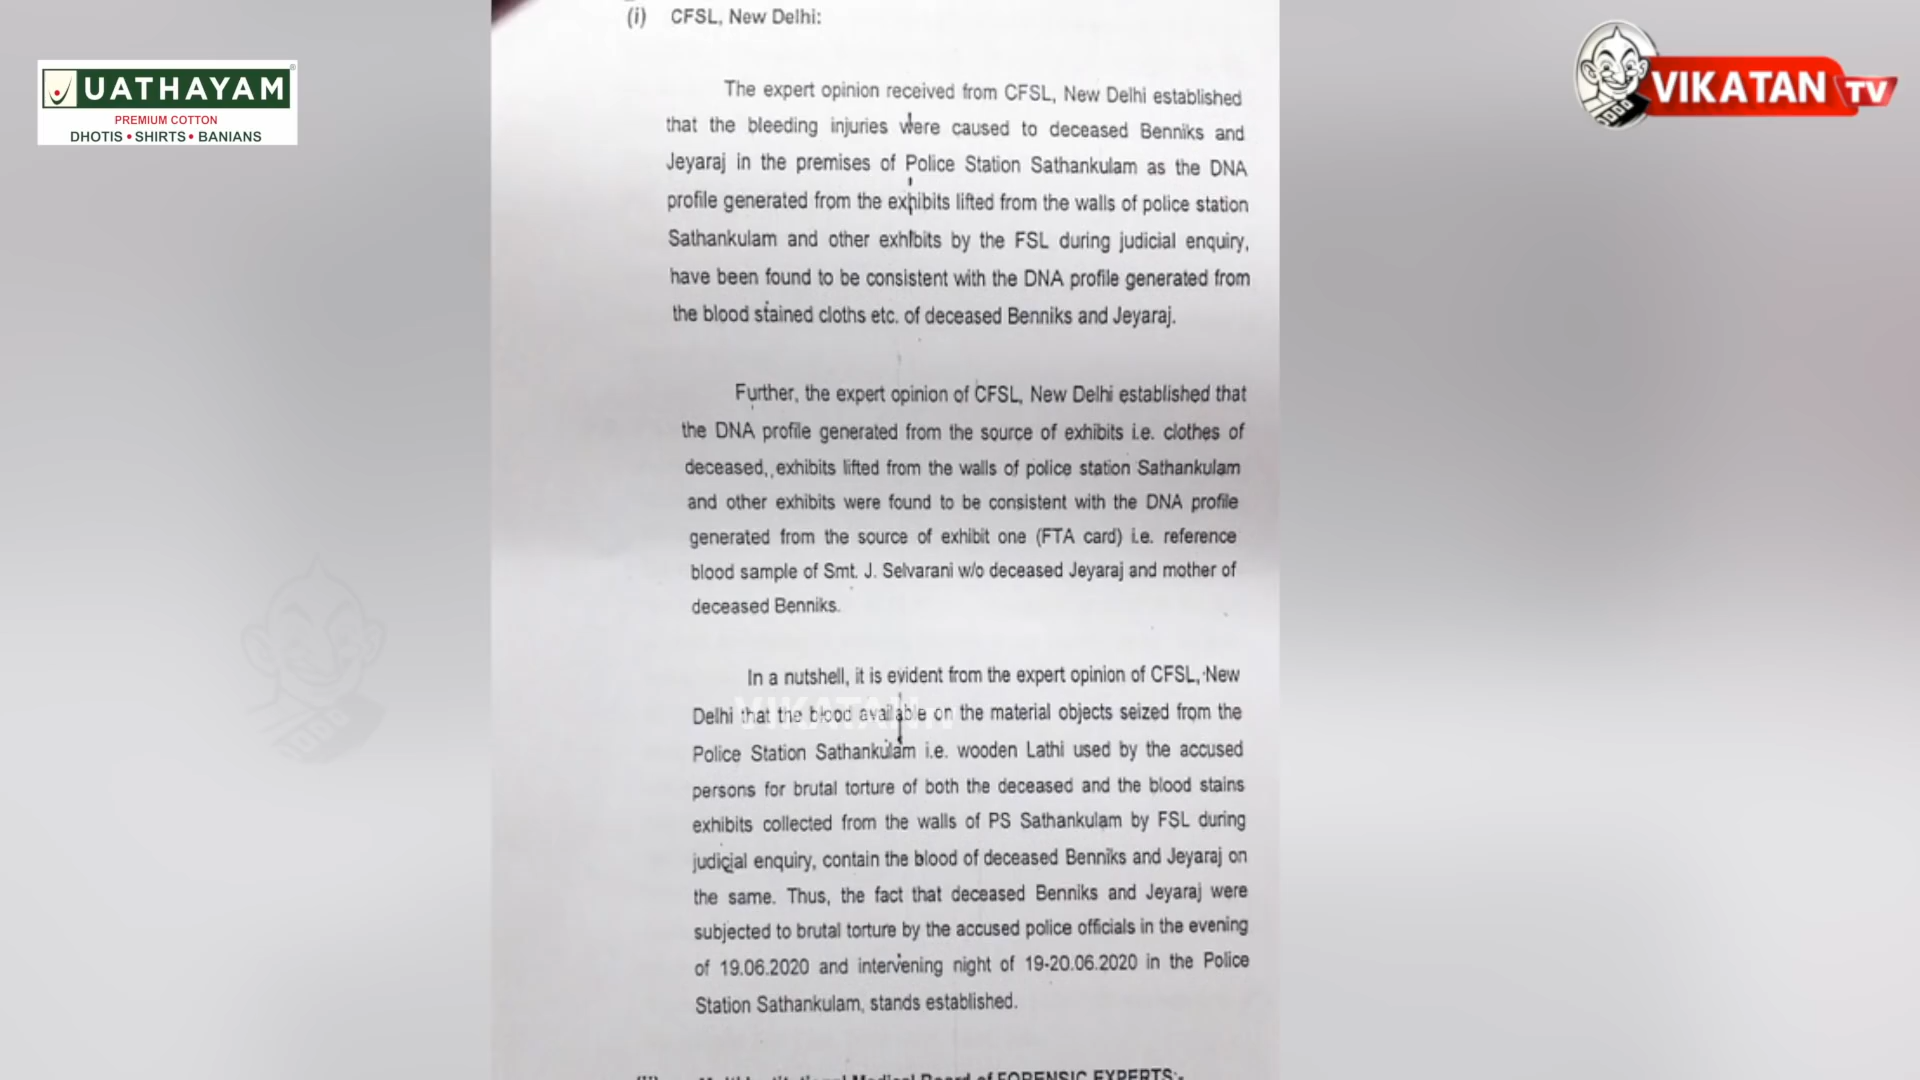 (i) CFSL, New Delhi:
UATHAYAM
PREMIUM COTTON
DHOTIS • SHIRTS • BANIANS
VIKATAN TV
The expert opinion received from CFSL, New Delhi established
that the bleeding injuries were caused to deceased Benniks and
Jeyaraj in the premises of Police Station Sathankulam as the DNA
profile generated from the exhibits lifted from the walls of police station
Sathankulam and other exhibits by the FSL during judicial enquiry,
have been found to be consistent with the DNA profile generated from
the blood stained cloths etc. of deceased Benniks and Jeyaraj.
Further, the expert opinion of CFSL, New Delhi established that
the DNA profile generated from the source of exhibits i.e. clothes of
deceased, exhibits lifted from the walls of police station Sathankulam
and other exhibits were found to be consistent with the DNA profile
generated from the source of exhibit one (FTA card) i.e. reference
blood sample of Smt. J. Selvarani w/o deceased Jeyaraj and mother of
deceased Benniks.
In a nutshell, it is evident from the expert opinion of CFSL, New
Delhi that the blood available on the material objects seized from the
Police Station Sathankulam i.e. wooden Lathi used by the accused
persons for brutal torture of both the deceased and the blood stains
exhibits collected from the walls of PS Sathankulam by FSL during
judicial enquiry, contain the blood of deceased Benniks and Jeyaraj on
the same. Thus, the fact that deceased Benniks and Jeyaraj were
subjected to brutal torture by the accused police officials in the evening
of 19.06.2020 and intervening night of 19-20.06.2020 in the Police
Station Sathankulam, stands established.
VIKATAN TV
Medical Board of FORENSIC EXPERTS:-